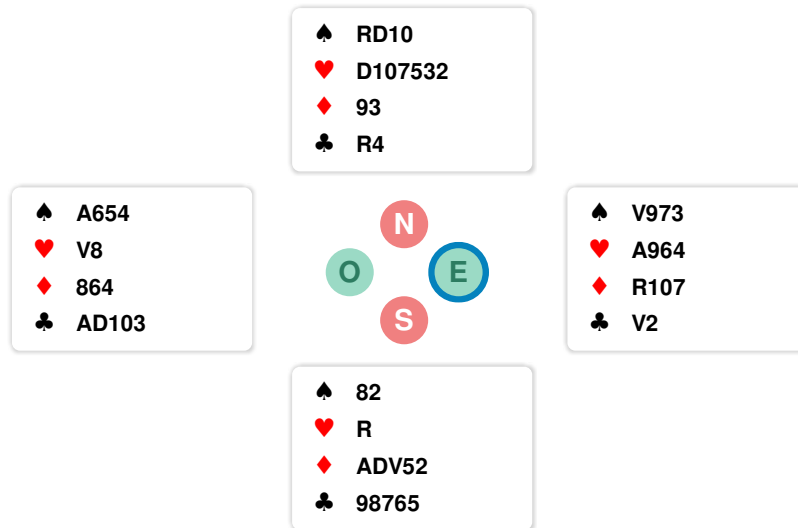 ♠ RD10
♥ D107532
♦ 93
♣ R4
♠ A654
♥ V8
♦ 864
♣ AD103
N
O E
S
♠ V973
♥ A964
♦ R107
♣ V2
♠ 82
♥ R
♦ ADV52
♣ 98765